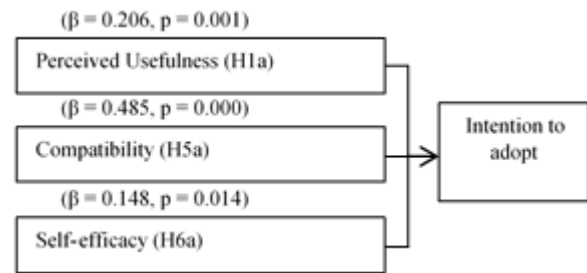 (β = 0.206, p = 0.001)
Perceived Usefulness (H1a)
(β = 0.485, p = 0.000)
Compatibility (H5a)
(β = 0.148, p = 0.014)
Self-efficacy (H6a)
Intention to
adopt